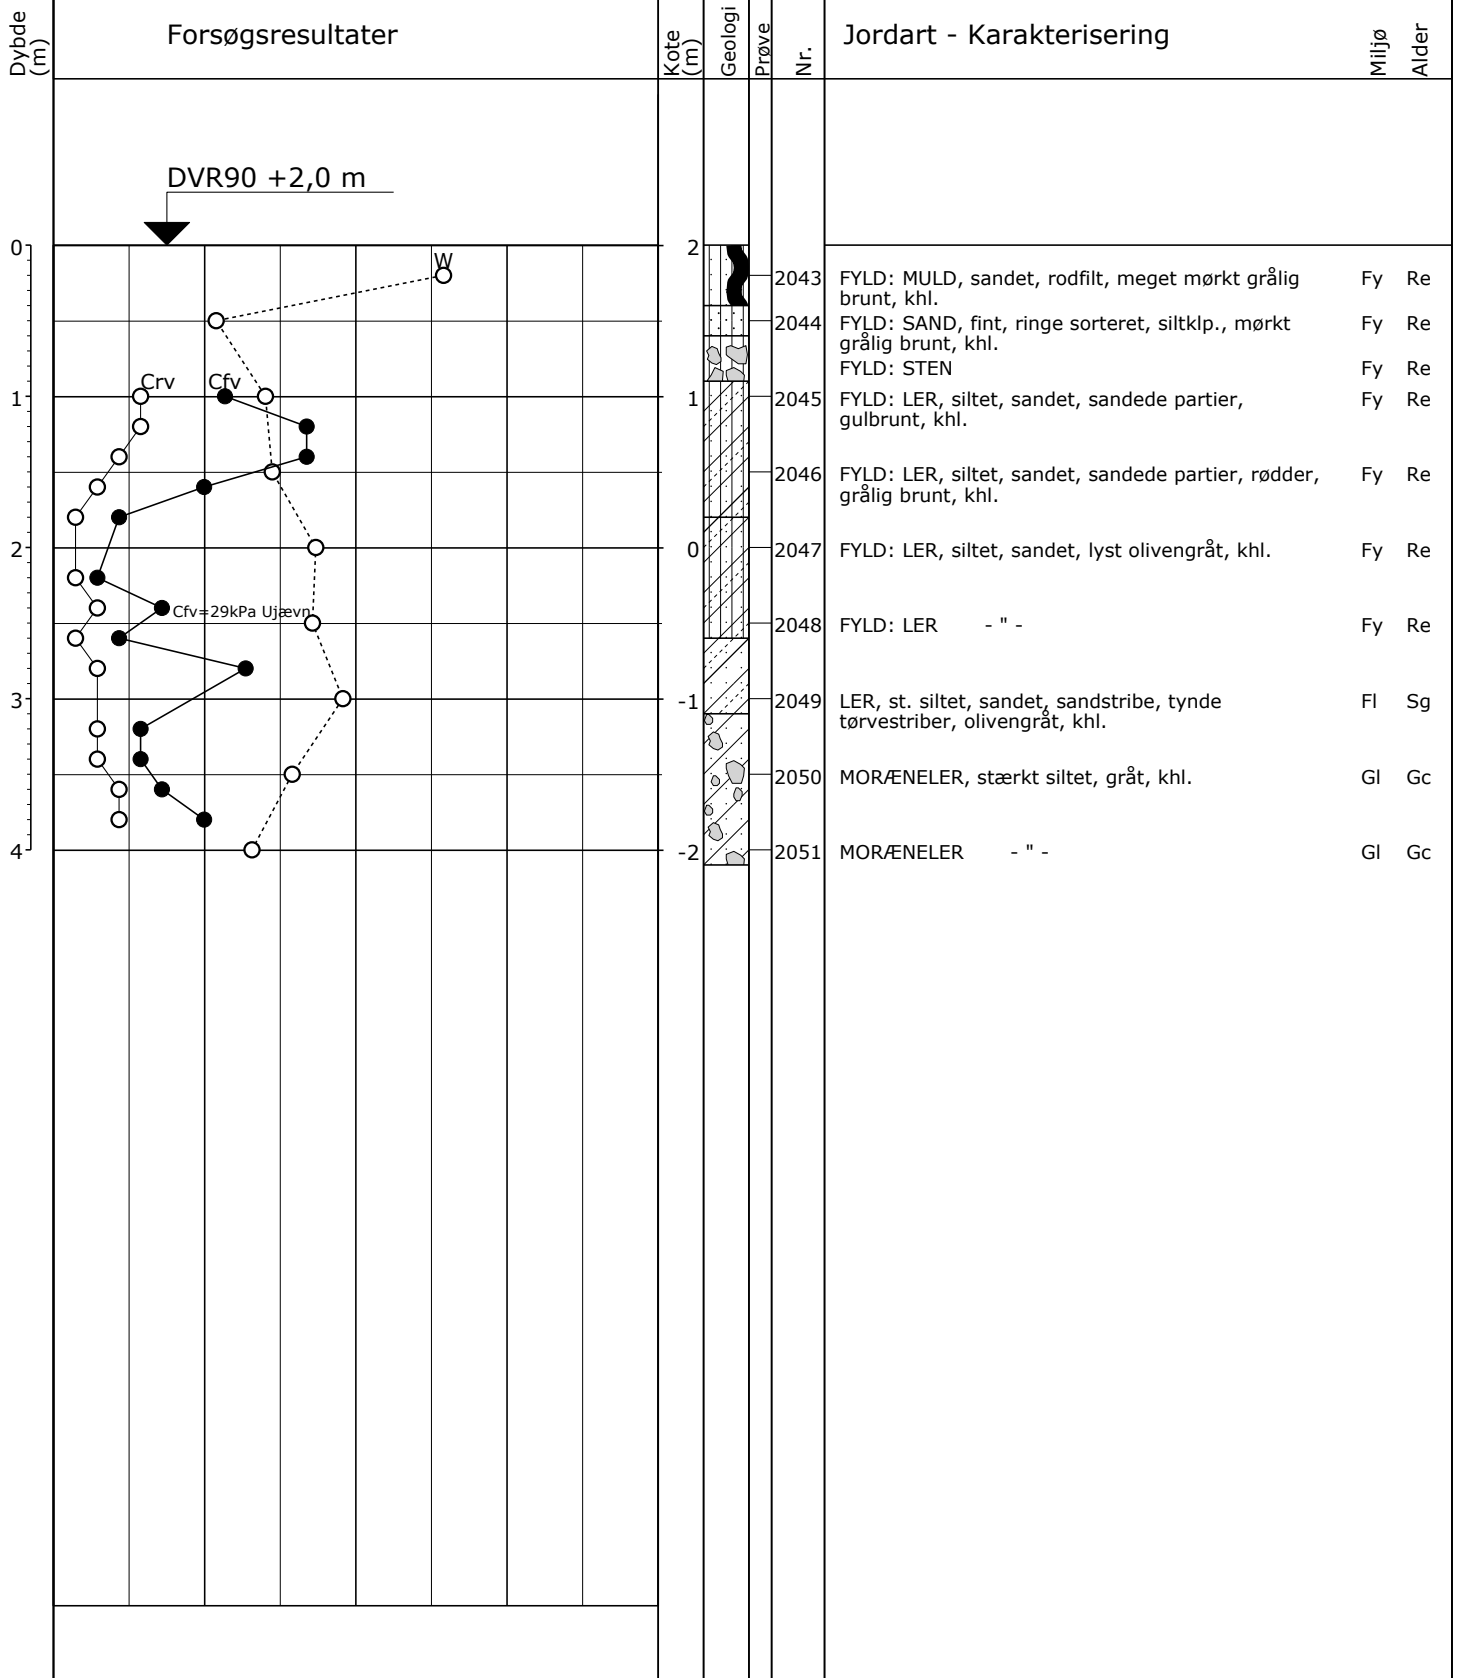 Dybde
(m)
Forsøgsresultater
Kote
(m)
Geologi
Prøve
Nr.
Jordart - Karakterisering
Miljø
Alder
DVR90 +2,0 m
0
2
W
2043 FYLD: MULD, sandet, rodfilt, meget mørkt grålig Fy Re
brunt, khl.
2044 FYLD: SAND, fint, ringe sorteret, siltklp., mørkt Fy Re
grålig brunt, khl.
FYLD: STEN Fy Re
Crv Cfv
1
1
2045 FYLD: LER, siltet, sandet, sandede partier, Fy Re
gulbrunt, khl.
2046 FYLD: LER, siltet, sandet, sandede partier, rødder, Fy Re
grålig brunt, khl.
2
0
2047 FYLD: LER, siltet, sandet, lyst olivengråt, khl. Fy Re
Cfv=29kPa Ujævn
2048 FYLD: LER - " - Fy Re
3
-1
2049 LER, st. siltet, sandet, sandstribe, tynde Fl Sg
tørvestriber, olivengråt, khl.
2050 MORÆNELER, stærkt siltet, gråt, khl. Gl Gc
4
-2
2051 MORÆNELER - " - Gl Gc